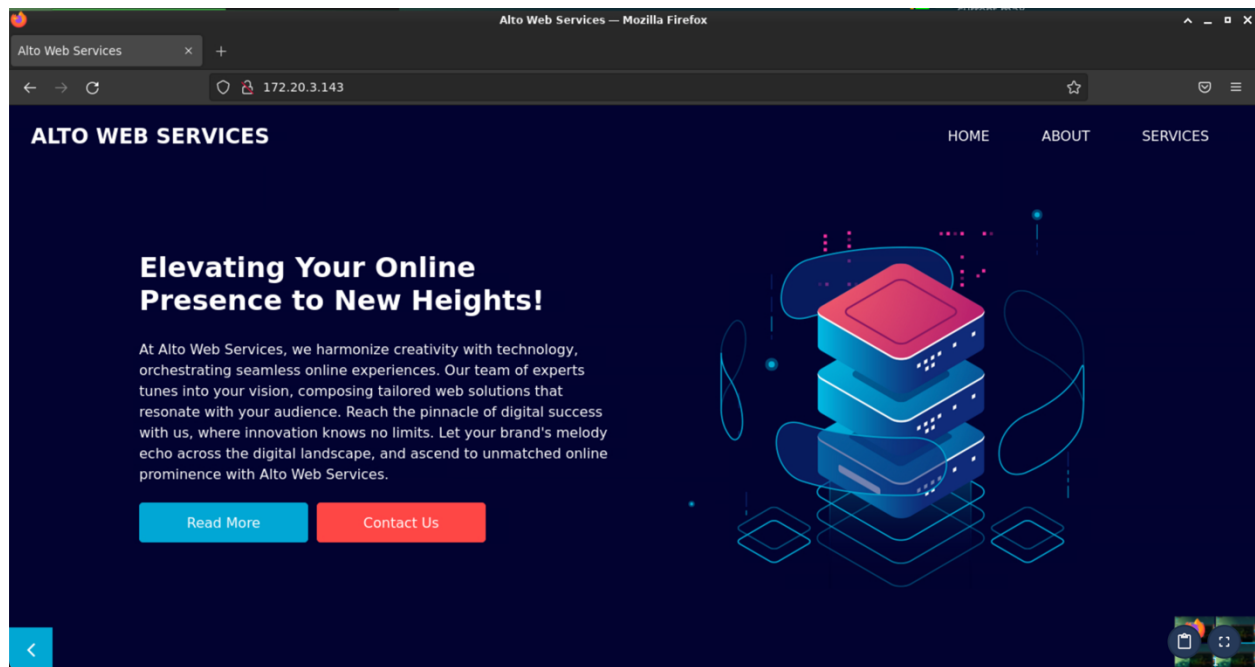 Alto Web Services — Mozilla Firefox
Alto Web Services
172.20.3.143
ALTO WEB SERVICES
HOME ABOUT SERVICES
Elevating Your Online
Presence to New Heights!
At Alto Web Services, we harmonize creativity with technology,
orchestrating seamless online experiences. Our team of experts
tunes into your vision, composing tailored web solutions that
resonate with your audience. Reach the pinnacle of digital success
with us, where innovation knows no limits. Let your brand's melody
echo across the digital landscape, and ascend to unmatched online
prominence with Alto Web Services.
Read More Contact Us